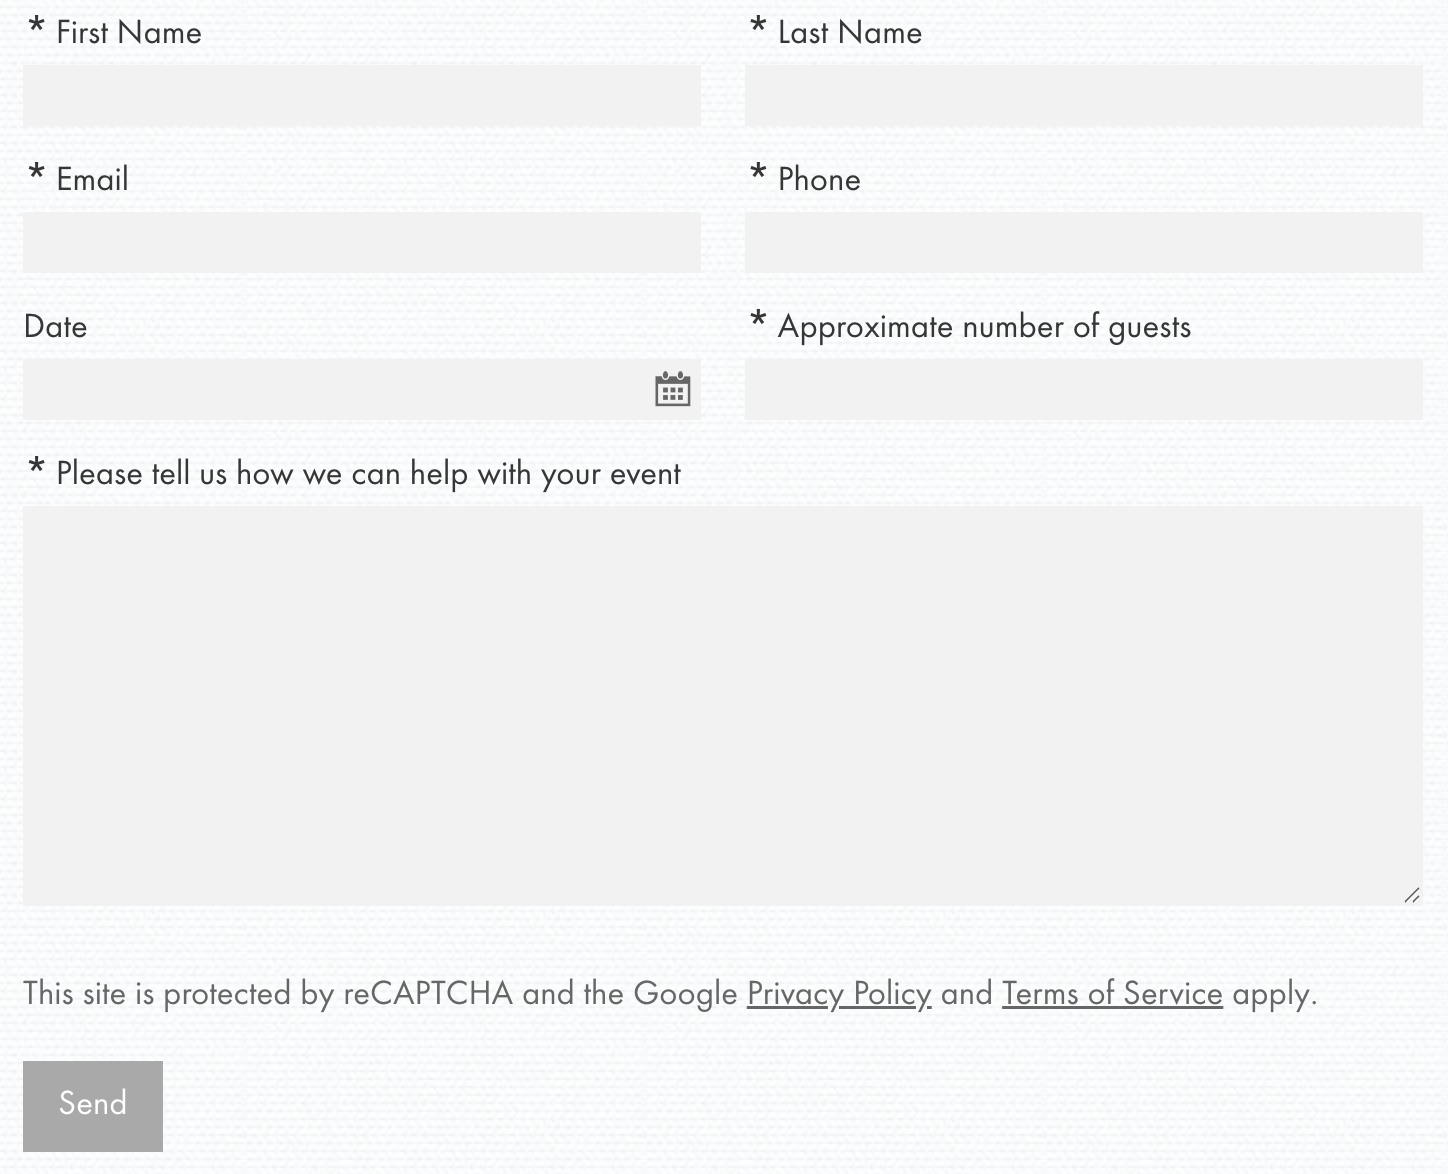 * First Name
* Last Name
* Email
* Phone
Date
* Approximate number of guests
* Please tell us how we can help with your event
This site is protected by reCAPTCHA and the Google Privacy Policy and Terms of Service apply.
Send